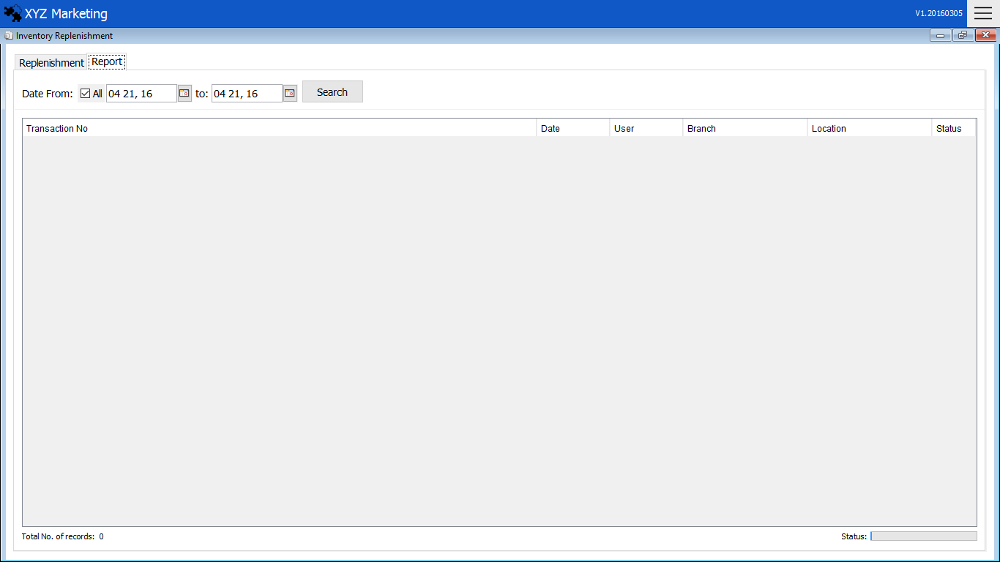 XYZ Marketing
V1.20160305
Inventory Replenishment
Replenishment Report
Date From: All 04 21, 16 to: 04 21, 16 Search
Transaction No Date User Branch Location Status
Total No. of records: 0 Status: